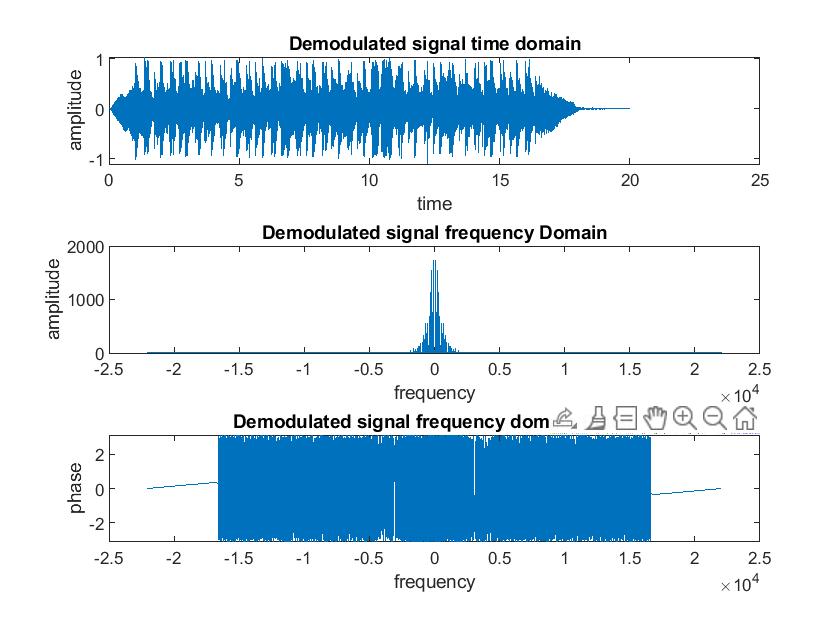 Demodulated signal time domain
amplitude
1
0
-1
0 5 10 15 20 25
time
Demodulated signal frequency Domain
amplitude
2000
1000
0
-2.5 -2 -1.5 -1 -0.5 0 0.5 1 1.5 2 2.5
frequency
×10^4
Demodulated signal frequency dom
phase
2
0
-2
-2.5 -2 -1.5 -1 -0.5 0 0.5 1 1.5 2 2.5
frequency
×10^4